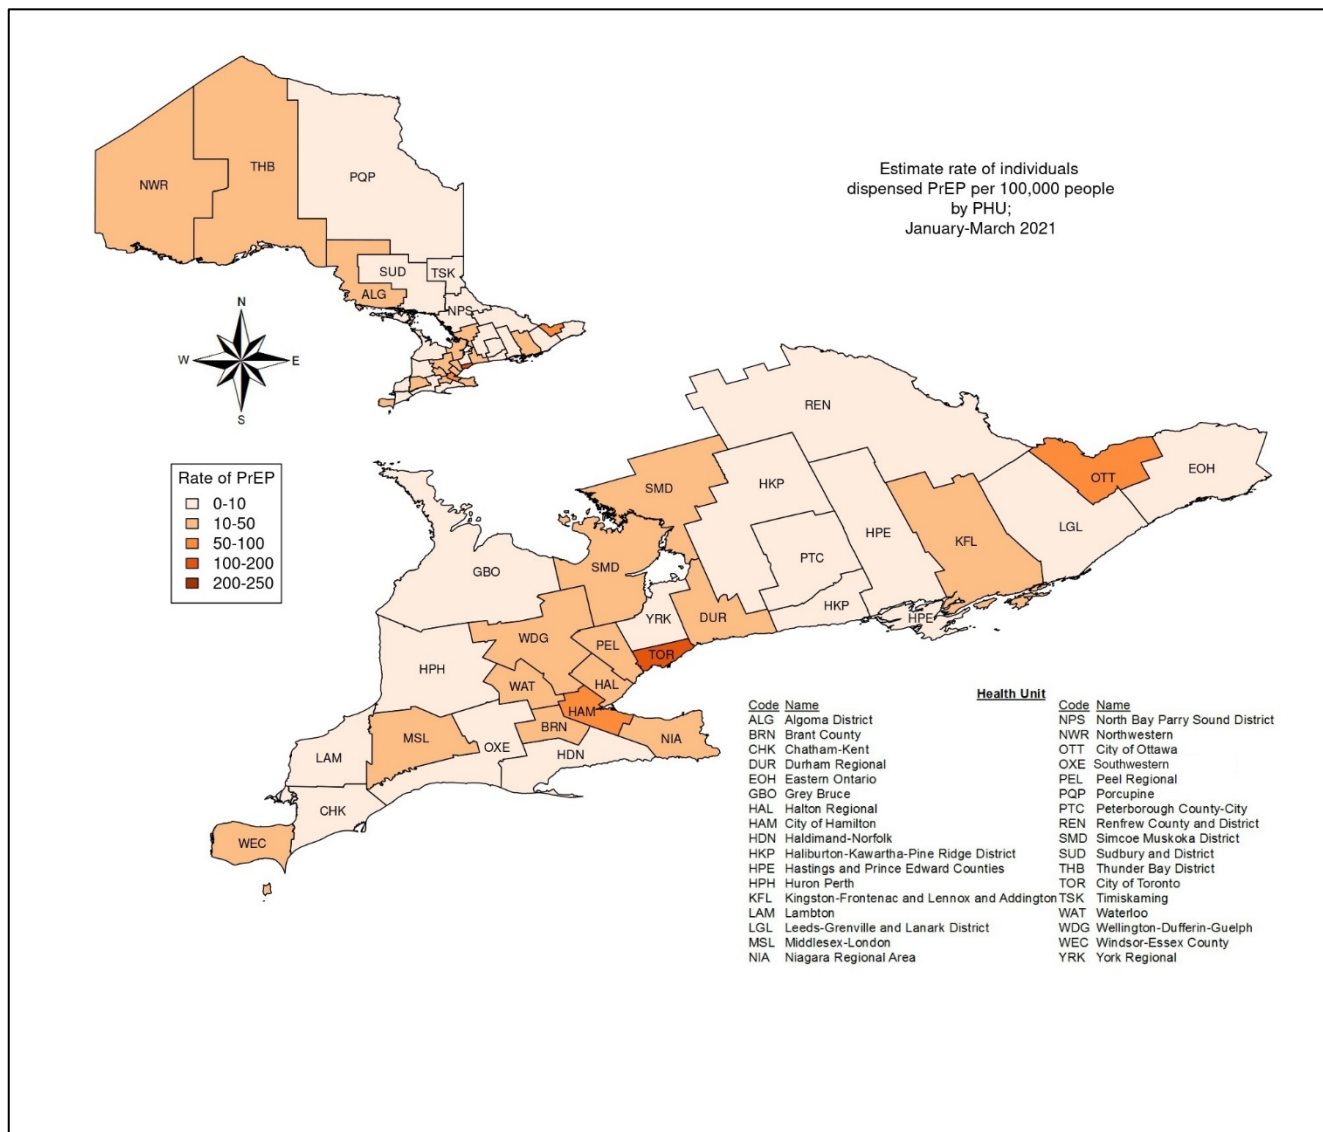 Estimate rate of individuals
dispensed PrEP per 100,000 people
by PHU;
January-March 2021
NWR
THB
PQP
SUD
TSK
ALG
NPS
N
W
E
S
Rate of PrEP
0-10
10-50
50-100
100-200
200-250
REN
SMD
HKP
OTT
EOH
LGL
HPE
KFL
PTC
GBO
SMD
HKP
HPE
YRK
DUR
WDG
PEL
TOR
HPH
WAT
HAL
HAM
BRN
NIA
MSL
OXE
HDN
LAM
CHK
WEC
Health Unit
Code Name
ALG Algoma District
BRN Brant County
CHK Chatham-Kent
DUR Durham Regional
EOH Eastern Ontario
GBO Grey Bruce
HAL Halton Regional
HAM City of Hamilton
HDN Haldimand-Norfolk
HKP Haliburton-Kawartha-Pine Ridge District
HPE Hastings and Prince Edward Counties
HPH Huron Perth
KFL Kingston-Frontenac and Lennox and Addington
LAM Lambton
LGL Leeds-Grenville and Lanark District
MSL Middlesex-London
NIA Niagara Regional Area
Code Name
NPS North Bay Parry Sound District
NWR Northwestern
OTT City of Ottawa
OXE Southwestern
PEL Peel Regional
PQP Porcupine
PTC Peterborough County-City
REN Renfrew County and District
SMD Simcoe Muskoka District
SUD Sudbury and District
THB Thunder Bay District
TOR City of Toronto
TSK Timiskaming
WAT Waterloo
WDG Wellington-Dufferin-Guelph
WEC Windsor-Essex County
YRK York Regional